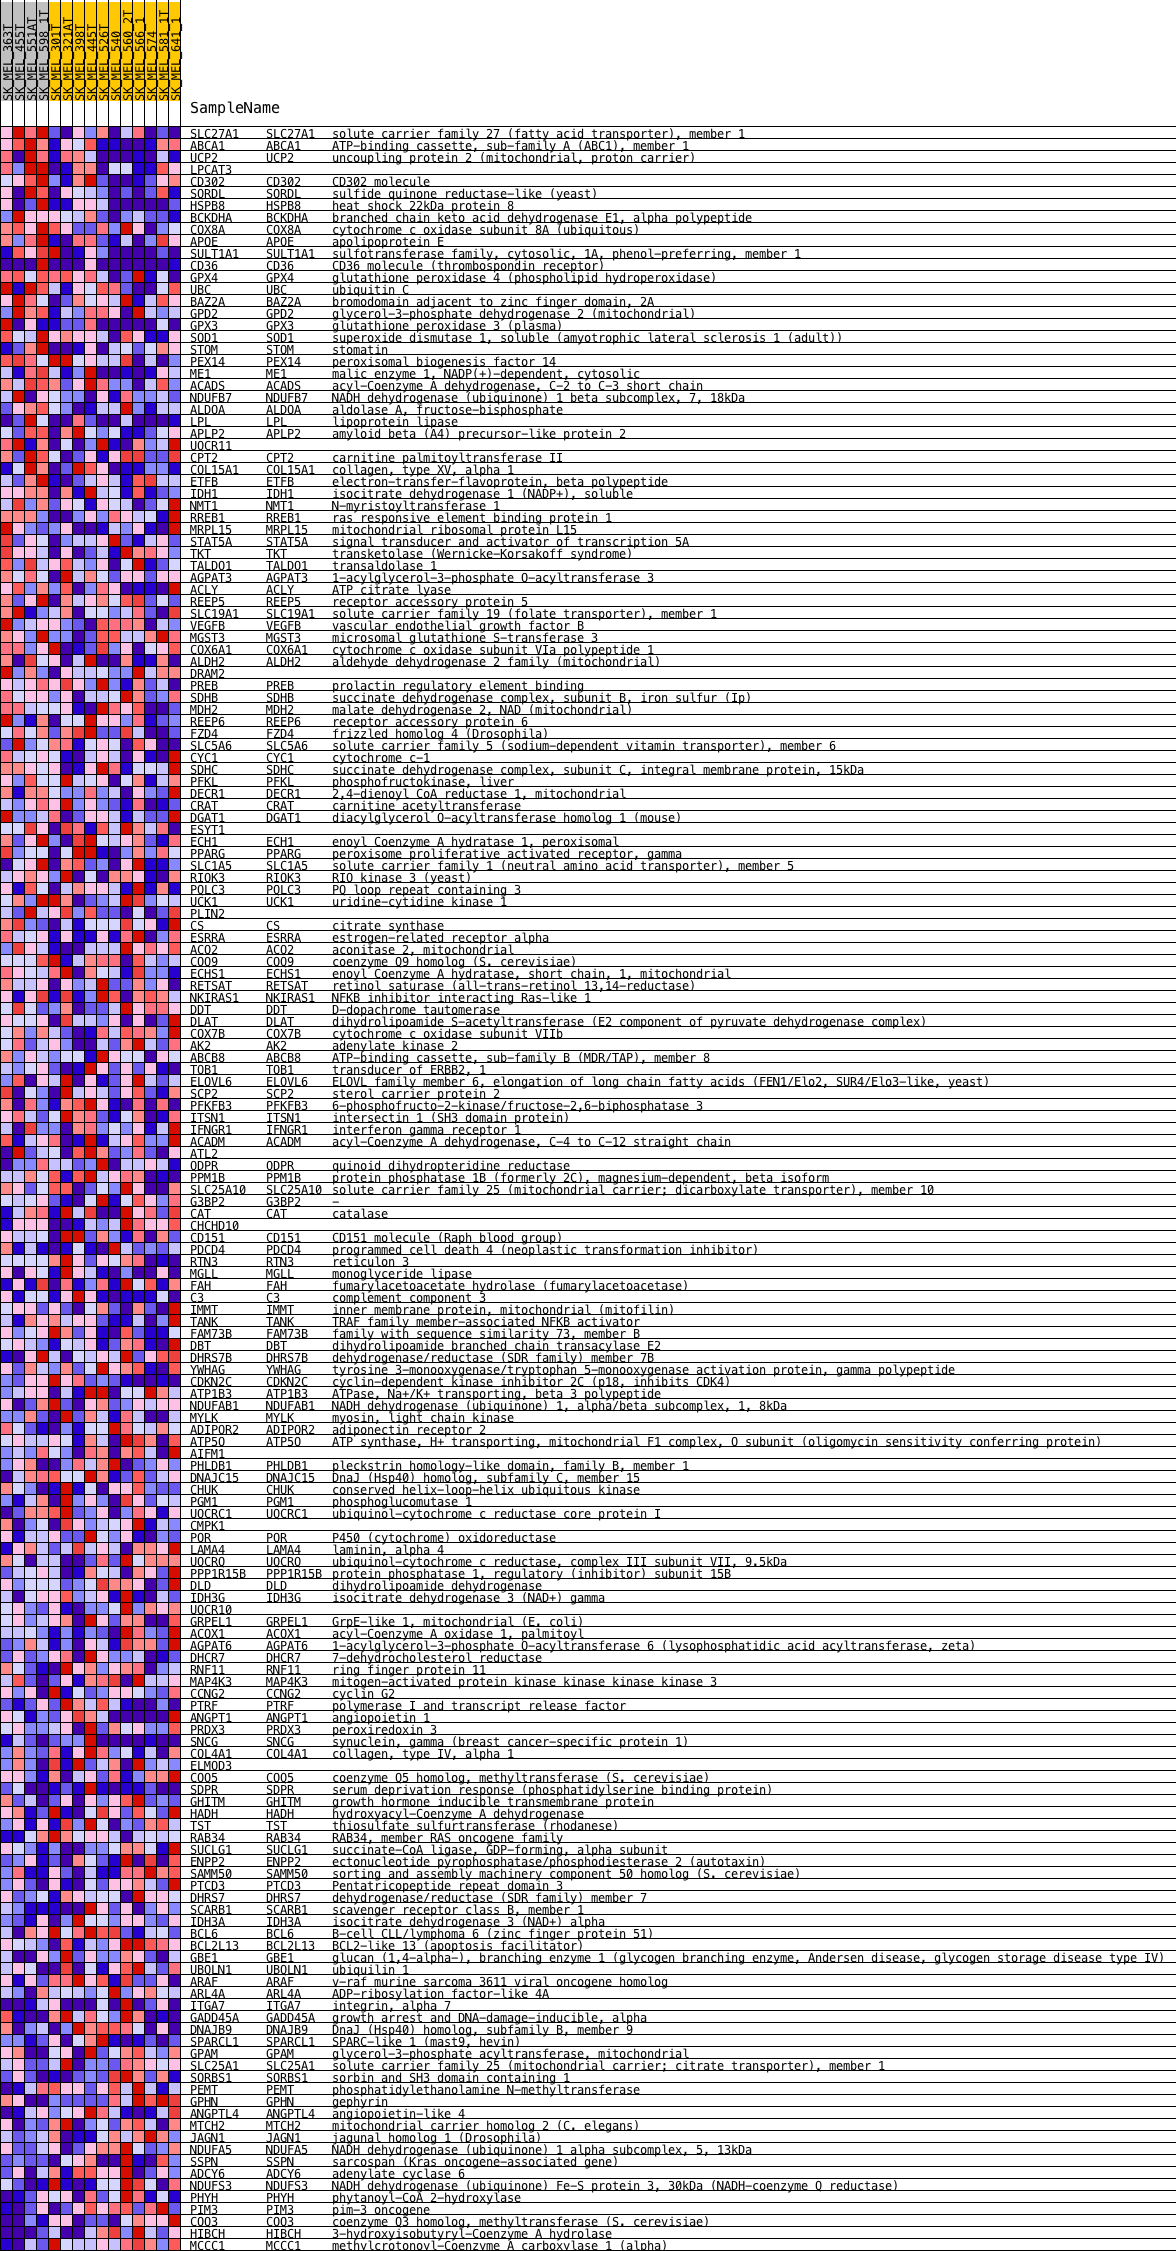 SK_MEL_363T
SK_MEL_455T
SK_MEL_551AT
SK_MEL_598_1T
SK_MEL_301T
SK_MEL_321AT
SK_MEL_398T
SK_MEL_445T
SK_MEL_526T
SK_MEL_540
SK_MEL_560_2T
SK_MEL_566_1
SK_MEL_574
SK_MEL_581_1T
SK_MEL_641_1
SampleName
SLC27A1 SLC27A1 solute carrier family 27 (fatty acid transporter), member 1
ABCA1 ABCA1 ATP-binding cassette, sub-family A (ABC1), member 1
UCP2 UCP2 uncoupling protein 2 (mitochondrial, proton carrier)
LPCAT3
CD302 CD302 CD302 molecule
SQRDL SQRDL sulfide quinone reductase-like (yeast)
HSPB8 HSPB8 heat shock 22kDa protein 8
BCKDHA BCKDHA branched chain keto acid dehydrogenase E1, alpha polypeptide
COX8A COX8A cytochrome c oxidase subunit 8A (ubiquitous)
APOE APOE apolipoprotein E
SULT1A1 SULT1A1 sulfotransferase family, cytosolic, 1A, phenol-preferring, member 1
CD36 CD36 CD36 molecule (thrombospondin receptor)
GPX4 GPX4 glutathione peroxidase 4 (phospholipid hydroperoxidase)
UBC UBC ubiquitin C
BAZ2A BAZ2A bromodomain adjacent to zinc finger domain, 2A
GPD2 GPD2 glycerol-3-phosphate dehydrogenase 2 (mitochondrial)
GPX3 GPX3 glutathione peroxidase 3 (plasma)
SOD1 SOD1 superoxide dismutase 1, soluble (amyotrophic lateral sclerosis 1 (adult))
STOM STOM stomatin
PEX14 PEX14 peroxisomal biogenesis factor 14
ME1 ME1 malic enzyme 1, NADP(+)-dependent, cytosolic
ACADS ACADS acyl-Coenzyme A dehydrogenase, C-2 to C-3 short chain
NDUFB7 NDUFB7 NADH dehydrogenase (ubiquinone) 1 beta subcomplex, 7, 18kDa
ALDOA ALDOA aldolase A, fructose-bisphosphate
LPL LPL lipoprotein lipase
APLP2 APLP2 amyloid beta (A4) precursor-like protein 2
UQCR11
CPT2 CPT2 carnitine palmitoyltransferase II
COL15A1 COL15A1 collagen, type XV, alpha 1
ETFB ETFB electron-transfer-flavoprotein, beta polypeptide
IDH1 IDH1 isocitrate dehydrogenase 1 (NADP+), soluble
NMT1 NMT1 N-myristoyltransferase 1
RREB1 RREB1 ras responsive element binding protein 1
MRPL15 MRPL15 mitochondrial ribosomal protein L15
STAT5A STAT5A signal transducer and activator of transcription 5A
TKT TKT transketolase (Wernicke-Korsakoff syndrome)
TALDO1 TALDO1 transaldolase 1
AGPAT3 AGPAT3 1-acylglycerol-3-phosphate O-acyltransferase 3
ACLY ACLY ATP citrate lyase
REEP5 REEP5 receptor accessory protein 5
SLC19A1 SLC19A1 solute carrier family 19 (folate transporter), member 1
VEGFB VEGFB vascular endothelial growth factor B
MGST3 MGST3 microsomal glutathione S-transferase 3
COX6A1 COX6A1 cytochrome c oxidase subunit VIa polypeptide 1
ALDH2 ALDH2 aldehyde dehydrogenase 2 family (mitochondrial)
DRAM2
PREB PREB prolactin regulatory element binding
SDHB SDHB succinate dehydrogenase complex, subunit B, iron sulfur (Ip)
MDH2 MDH2 malate dehydrogenase 2, NAD (mitochondrial)
REEP6 REEP6 receptor accessory protein 6
FZD4 FZD4 frizzled homolog 4 (Drosophila)
SLC5A6 SLC5A6 solute carrier family 5 (sodium-dependent vitamin transporter), member 6
CYC1 CYC1 cytochrome c-1
SDHC SDHC succinate dehydrogenase complex, subunit C, integral membrane protein, 15kDa
PFKL PFKL phosphofructokinase, liver
DECR1 DECR1 2,4-dienoyl CoA reductase 1, mitochondrial
CRAT CRAT carnitine acetyltransferase
DGAT1 DGAT1 diacylglycerol O-acyltransferase homolog 1 (mouse)
ESYT1
ECH1 ECH1 enoyl Coenzyme A hydratase 1, peroxisomal
PPARG PPARG peroxisome proliferative activated receptor, gamma
SLC1A5 SLC1A5 solute carrier family 1 (neutral amino acid transporter), member 5
RIOK3 RIOK3 RIO kinase 3 (yeast)
PQLC3 PQLC3 PQ loop repeat containing 3
UCK1 UCK1 uridine-cytidine kinase 1
PLIN2
CS CS citrate synthase
ESRRA ESRRA estrogen-related receptor alpha
ACO2 ACO2 aconitase 2, mitochondrial
COQ9 COQ9 coenzyme Q9 homolog (S. cerevisiae)
ECHS1 ECHS1 enoyl Coenzyme A hydratase, short chain, 1, mitochondrial
RETSAT RETSAT retinol saturase (all-trans-retinol 13,14-reductase)
NKIRAS1 NKIRAS1 NFKB inhibitor interacting Ras-like 1
DDT DDT D-dopachrome tautomerase
DLAT DLAT dihydrolipoamide S-acetyltransferase (E2 component of pyruvate dehydrogenase complex)
COX7B COX7B cytochrome c oxidase subunit VIIb
AK2 AK2 adenylate kinase 2
ABCB8 ABCB8 ATP-binding cassette, sub-family B (MDR/TAP), member 8
TOB1 TOB1 transducer of ERBB2, 1
ELOVL6 ELOVL6 ELOVL family member 6, elongation of long chain fatty acids (FEN1/Elo2, SUR4/Elo3-like, yeast)
SCP2 SCP2 sterol carrier protein 2
PFKFB3 PFKFB3 6-phosphofructo-2-kinase/fructose-2,6-biphosphatase 3
ITSN1 ITSN1 intersectin 1 (SH3 domain protein)
IFNGR1 IFNGR1 interferon gamma receptor 1
ACADM ACADM acyl-Coenzyme A dehydrogenase, C-4 to C-12 straight chain
ATL2
QDPR QDPR quinoid dihydropteridine reductase
PPM1B PPM1B protein phosphatase 1B (formerly 2C), magnesium-dependent, beta isoform
SLC25A10 SLC25A10 solute carrier family 25 (mitochondrial carrier; dicarboxylate transporter), member 10
G3BP2 G3BP2 -
CAT CAT catalase
CHCHD10
CD151 CD151 CD151 molecule (Raph blood group)
PDCD4 PDCD4 programmed cell death 4 (neoplastic transformation inhibitor)
RTN3 RTN3 reticulon 3
MGLL MGLL monoglyceride lipase
FAH FAH fumarylacetoacetate hydrolase (fumarylacetoacetase)
C3 C3 complement component 3
IMMT IMMT inner membrane protein, mitochondrial (mitofilin)
TANK TANK TRAF family member-associated NFKB activator
FAM73B FAM73B family with sequence similarity 73, member B
DBT DBT dihydrolipoamide branched chain transacylase E2
DHRS7B DHRS7B dehydrogenase/reductase (SDR family) member 7B
YWHAG YWHAG tyrosine 3-monooxygenase/tryptophan 5-monooxygenase activation protein, gamma polypeptide
CDKN2C CDKN2C cyclin-dependent kinase inhibitor 2C (p18, inhibits CDK4)
ATP1B3 ATP1B3 ATPase, Na+/K+ transporting, beta 3 polypeptide
NDUFAB1 NDUFAB1 NADH dehydrogenase (ubiquinone) 1, alpha/beta subcomplex, 1, 8kDa
MYLK MYLK myosin, light chain kinase
ADIPOR2 ADIPOR2 adiponectin receptor 2
ATP5O ATP5O ATP synthase, H+ transporting, mitochondrial F1 complex, O subunit (oligomycin sensitivity conferring protein)
AIFM1
PHLDB1 PHLDB1 pleckstrin homology-like domain, family B, member 1
DNAJC15 DNAJC15 DnaJ (Hsp40) homolog, subfamily C, member 15
CHUK CHUK conserved helix-loop-helix ubiquitous kinase
PGM1 PGM1 phosphoglucomutase 1
UQCRC1 UQCRC1 ubiquinol-cytochrome c reductase core protein I
CMPK1
POR POR P450 (cytochrome) oxidoreductase
LAMA4 LAMA4 laminin, alpha 4
UQCRQ UQCRQ ubiquinol-cytochrome c reductase, complex III subunit VII, 9.5kDa
PPP1R15B PPP1R15B protein phosphatase 1, regulatory (inhibitor) subunit 15B
DLD DLD dihydrolipoamide dehydrogenase
IDH3G IDH3G isocitrate dehydrogenase 3 (NAD+) gamma
UQCR10
GRPEL1 GRPEL1 GrpE-like 1, mitochondrial (E. coli)
ACOX1 ACOX1 acyl-Coenzyme A oxidase 1, palmitoyl
AGPAT6 AGPAT6 1-acylglycerol-3-phosphate O-acyltransferase 6 (lysophosphatidic acid acyltransferase, zeta)
DHCR7 DHCR7 7-dehydrocholesterol reductase
RNF11 RNF11 ring finger protein 11
MAP4K3 MAP4K3 mitogen-activated protein kinase kinase kinase kinase 3
CCNG2 CCNG2 cyclin G2
PTRF PTRF polymerase I and transcript release factor
ANGPT1 ANGPT1 angiopoietin 1
PRDX3 PRDX3 peroxiredoxin 3
SNCG SNCG synuclein, gamma (breast cancer-specific protein 1)
COL4A1 COL4A1 collagen, type IV, alpha 1
ELMOD3
COQ5 COQ5 coenzyme Q5 homolog, methyltransferase (S. cerevisiae)
SDPR SDPR serum deprivation response (phosphatidylserine binding protein)
GHITM GHITM growth hormone inducible transmembrane protein
HADH HADH hydroxyacyl-Coenzyme A dehydrogenase
TST TST thiosulfate sulfurtransferase (rhodanese)
RAB34 RAB34 RAB34, member RAS oncogene family
SUCLG1 SUCLG1 succinate-CoA ligase, GDP-forming, alpha subunit
ENPP2 ENPP2 ectonucleotide pyrophosphatase/phosphodiesterase 2 (autotaxin)
SAMM50 SAMM50 sorting and assembly machinery component 50 homolog (S. cerevisiae)
PTCD3 PTCD3 Pentatricopeptide repeat domain 3
DHRS7 DHRS7 dehydrogenase/reductase (SDR family) member 7
SCARB1 SCARB1 scavenger receptor class B, member 1
IDH3A IDH3A isocitrate dehydrogenase 3 (NAD+) alpha
BCL6 BCL6 B-cell CLL/lymphoma 6 (zinc finger protein 51)
BCL2L13 BCL2L13 BCL2-like 13 (apoptosis facilitator)
GBE1 GBE1 glucan (1,4-alpha-), branching enzyme 1 (glycogen branching enzyme, Andersen disease, glycogen storage disease type IV)
UBQLN1 UBQLN1 ubiquilin 1
ARAF ARAF v-raf murine sarcoma 3611 viral oncogene homolog
ARL4A ARL4A ADP-ribosylation factor-like 4A
ITGA7 ITGA7 integrin, alpha 7
GADD45A GADD45A growth arrest and DNA-damage-inducible, alpha
DNAJB9 DNAJB9 DnaJ (Hsp40) homolog, subfamily B, member 9
SPARCL1 SPARCL1 SPARC-like 1 (mast9, hevin)
GPAM GPAM glycerol-3-phosphate acyltransferase, mitochondrial
SLC25A1 SLC25A1 solute carrier family 25 (mitochondrial carrier; citrate transporter), member 1
SORBS1 SORBS1 sorbin and SH3 domain containing 1
PEMT PEMT phosphatidylethanolamine N-methyltransferase
GPHN GPHN gephyrin
ANGPTL4 ANGPTL4 angiopoietin-like 4
MTCH2 MTCH2 mitochondrial carrier homolog 2 (C. elegans)
JAGN1 JAGN1 jagunal homolog 1 (Drosophila)
NDUFA5 NDUFA5 NADH dehydrogenase (ubiquinone) 1 alpha subcomplex, 5, 13kDa
SSPN SSPN sarcospan (Kras oncogene-associated gene)
ADCY6 ADCY6 adenylate cyclase 6
NDUFS3 NDUFS3 NADH dehydrogenase (ubiquinone) Fe-S protein 3, 30kDa (NADH-coenzyme Q reductase)
PHYH PHYH phytanoyl-CoA 2-hydroxylase
PIM3 PIM3 pim-3 oncogene
COQ3 COQ3 coenzyme Q3 homolog, methyltransferase (S. cerevisiae)
HIBCH HIBCH 3-hydroxyisobutyryl-Coenzyme A hydrolase
MCCC1 MCCC1 methylcrotonoyl-Coenzyme A carboxylase 1 (alpha)